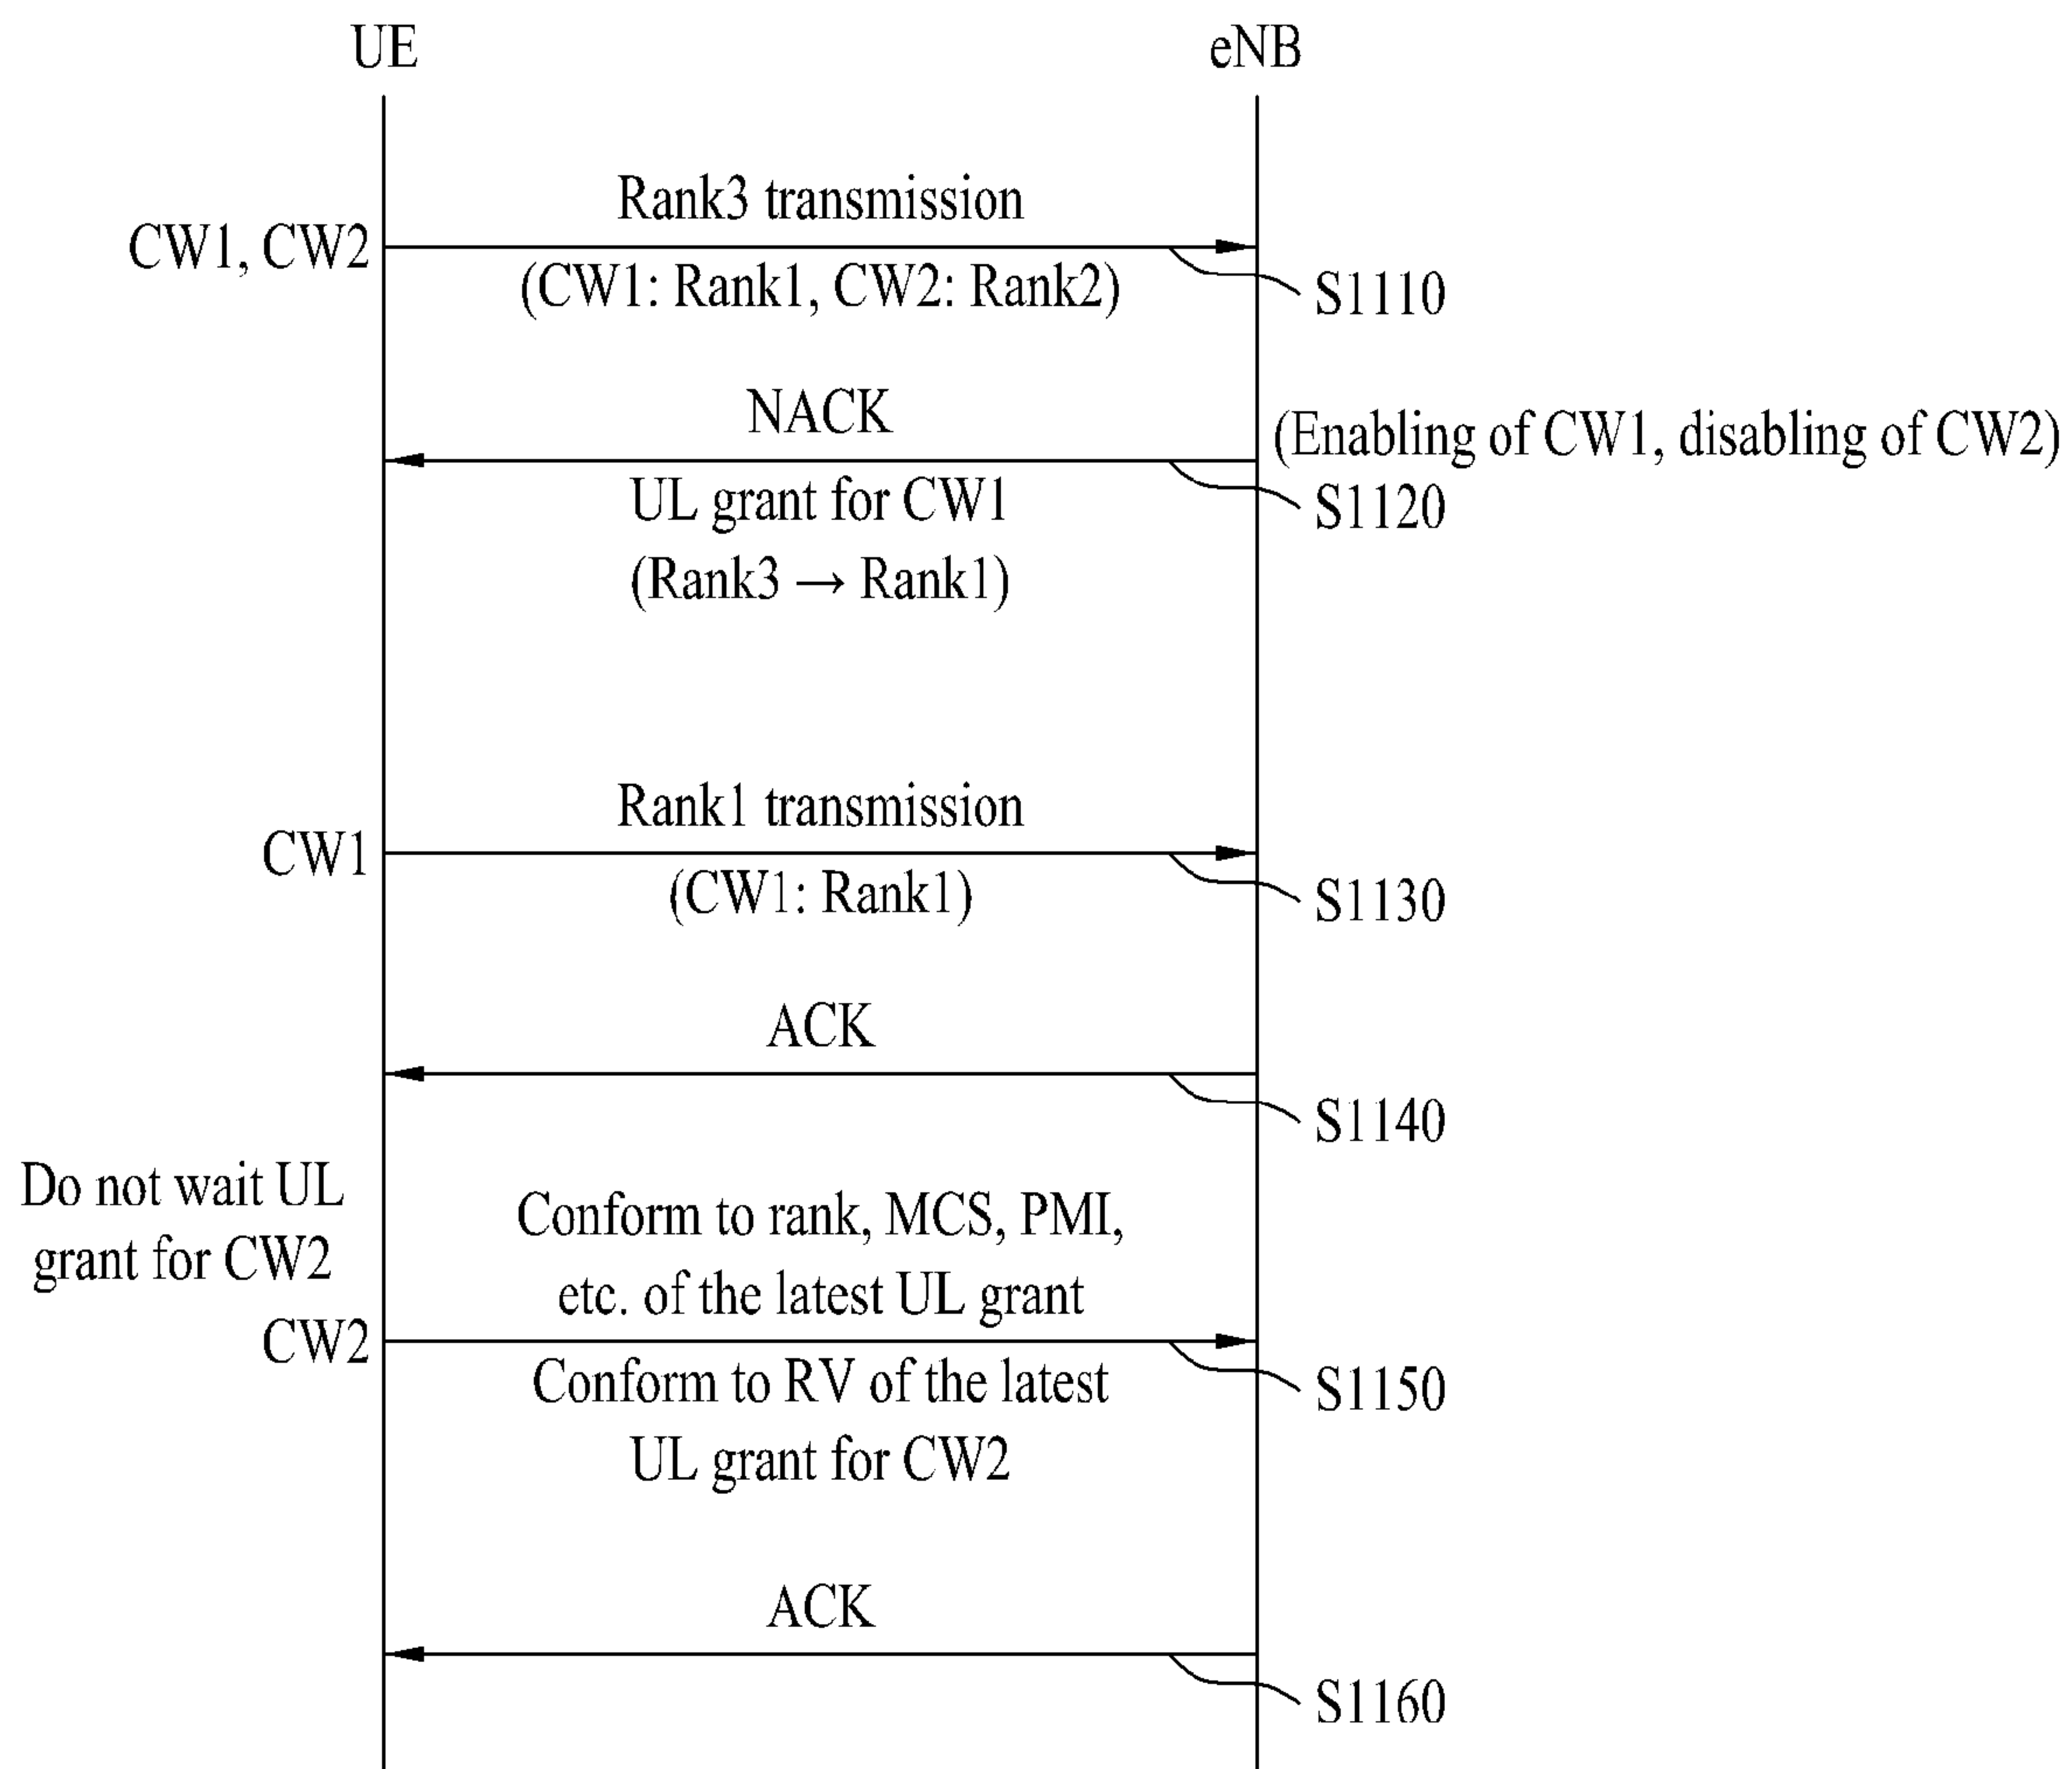 UE
eNB
Rank3 transmission
CW1, CW2
(CW1: Rank1, CW2: Rank2)
S1110
NACK
(Enabling of CW1, disabling of CW2)
UL grant for CW1
S1120
(Rank3 → Rank1)
Rank1 transmission
CW1
(CW1: Rank1)
S1130
ACK
S1140
Do not wait UL
grant for CW2
Conform to rank, MCS, PMI,
etc. of the latest UL grant
CW2
Conform to RV of the latest
UL grant for CW2
S1150
ACK
S1160